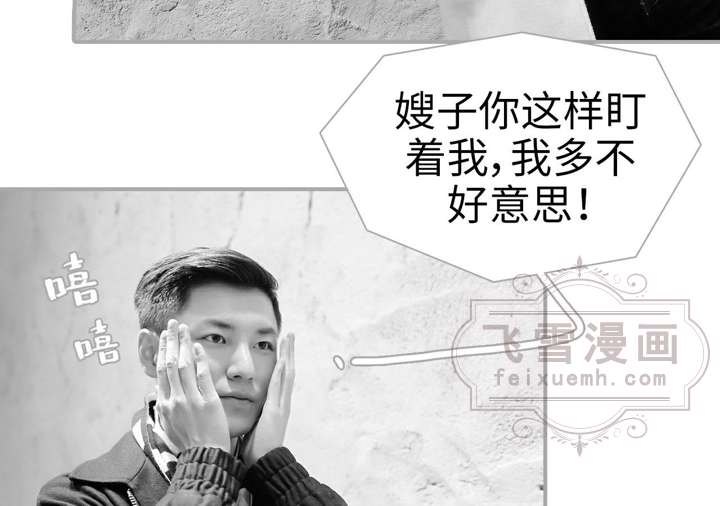 嫂子你这样盯
着我，我多不
好意思！
嘻
嘻
飞雪漫画
feixuemh.com